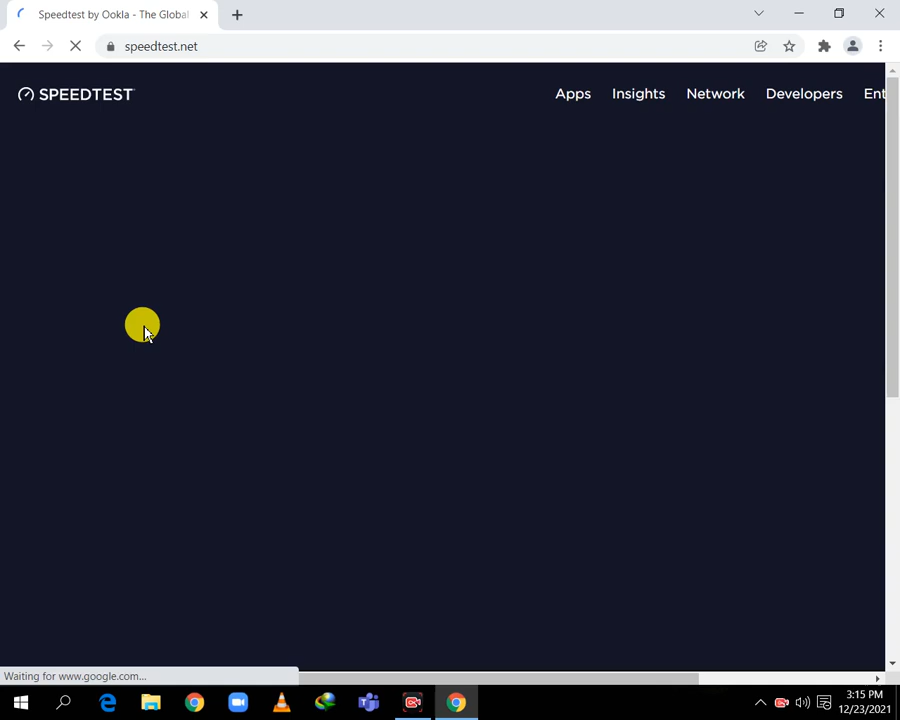 Speedtest by Ookla - The Global
speedtest.net
SPEEDTEST
Apps
Insights
Network
Developers
Ent
Waiting for www.google.com...
3:15 PM
12/23/2021